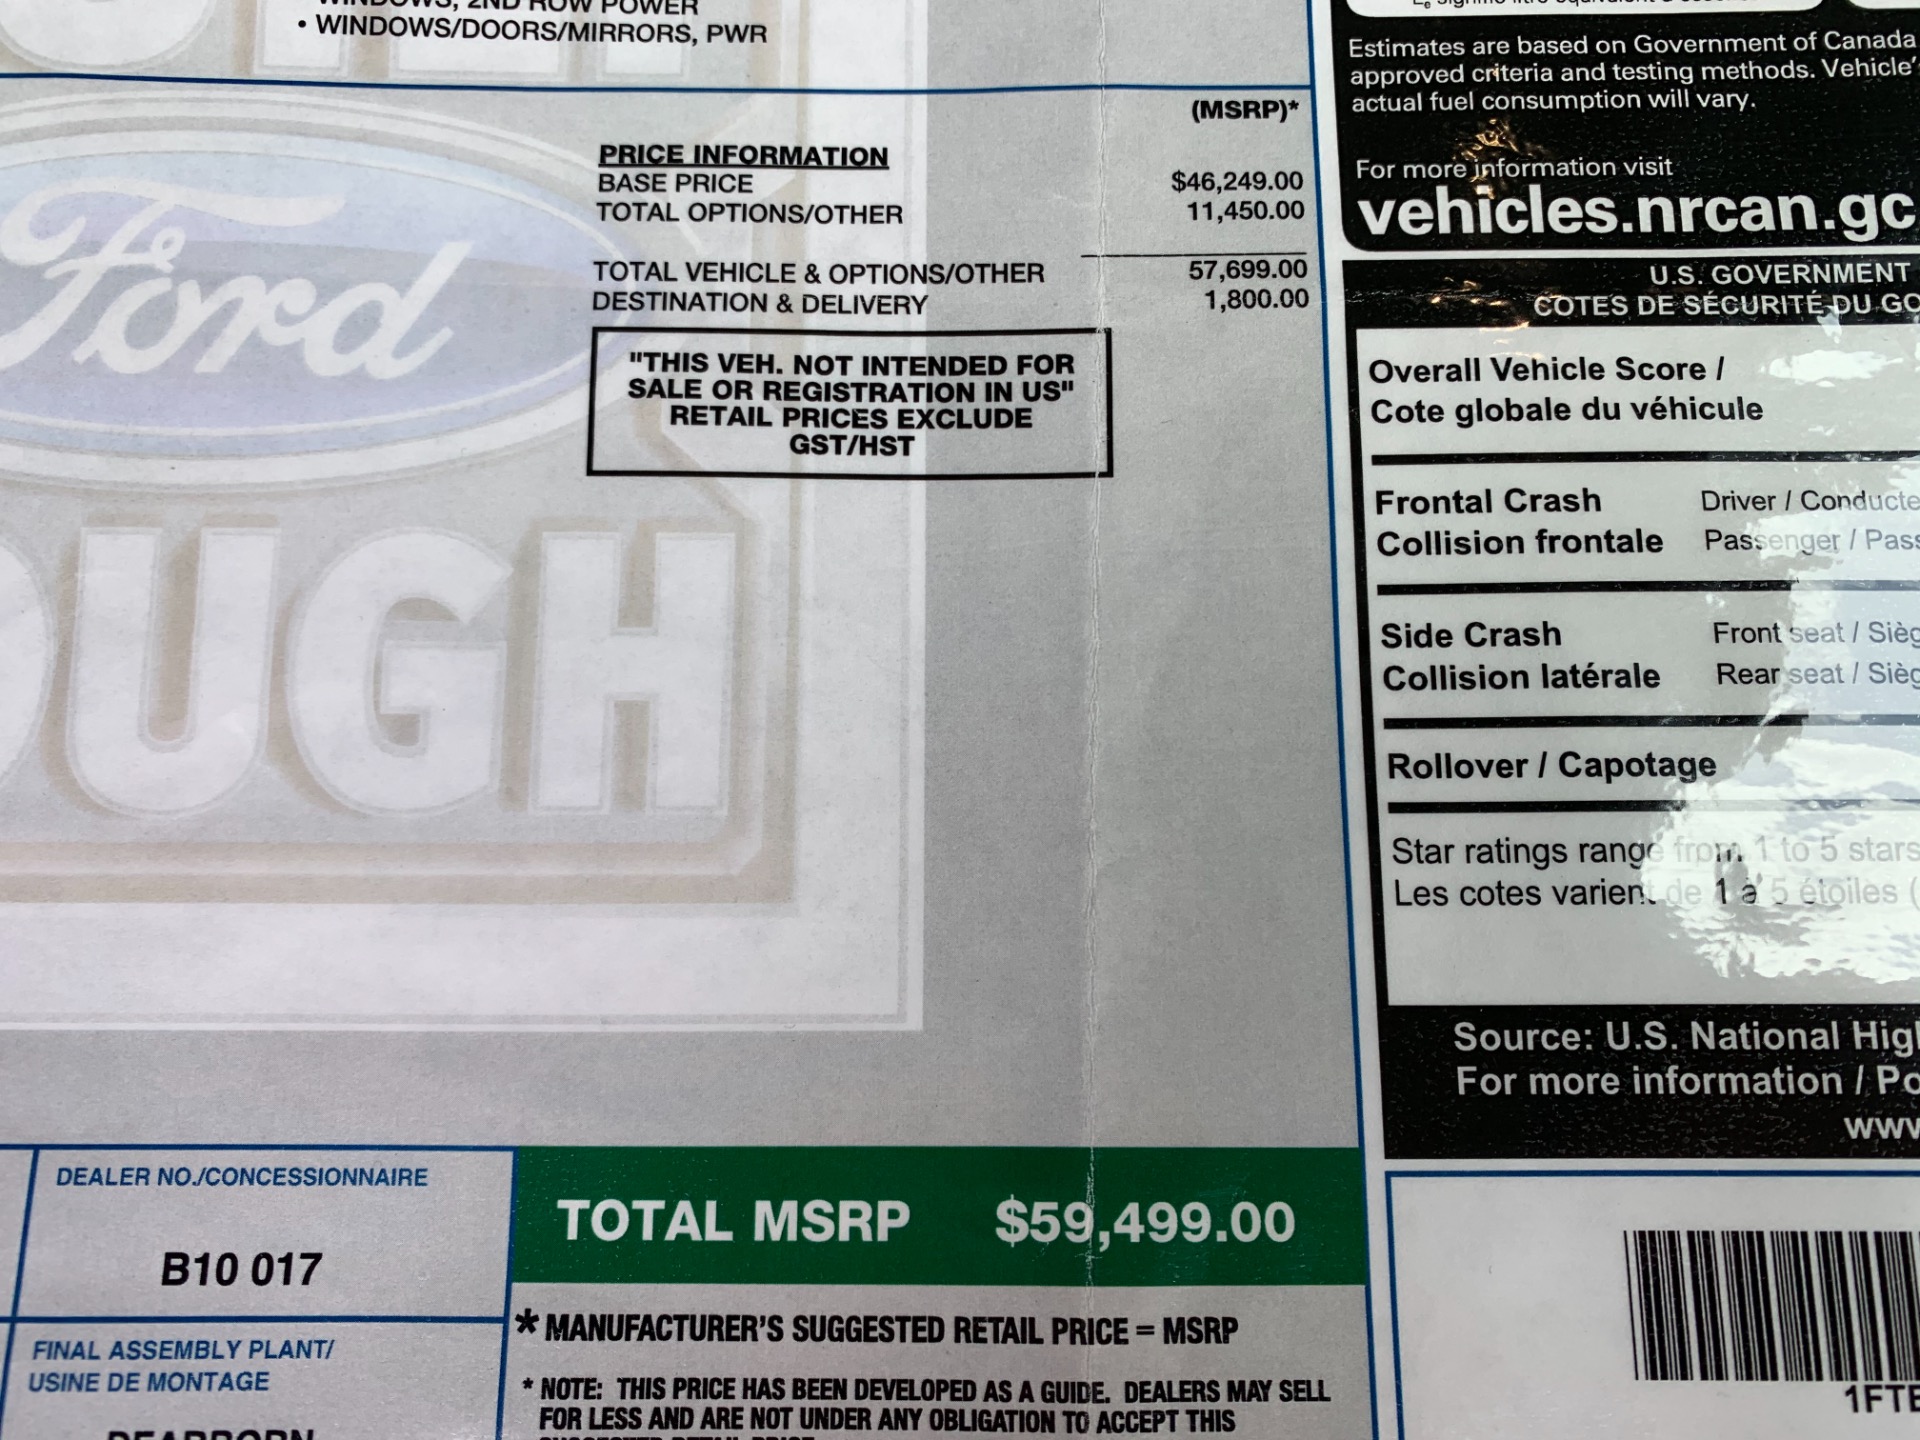 WINDOWS, 2ND ROW POWER
• WINDOWS/DOORS/MIRRORS, PWR
(MSRP)*
PRICE INFORMATION
BASE PRICE $46,249.00
TOTAL OPTIONS/OTHER 11,450.00
TOTAL VEHICLE & OPTIONS/OTHER 57,699.00
DESTINATION & DELIVERY 1,800.00
"THIS VEH. NOT INTENDED FOR
SALE OR REGISTRATION IN US"
RETAIL PRICES EXCLUDE
GST/HST
Ford
OUGH
DEALER NO./CONCESSIONNAIRE
B10 017
FINAL ASSEMBLY PLANT/
USINE DE MONTAGE
DEARBORN
TOTAL MSRP $59,499.00
* MANUFACTURER'S SUGGESTED RETAIL PRICE = MSRP
* NOTE: THIS PRICE HAS BEEN DEVELOPED AS A GUIDE. DEALERS MAY SELL
FOR LESS AND ARE NOT UNDER ANY OBLIGATION TO ACCEPT THIS
Estimates are based on Government of Canada
approved criteria and testing methods. Vehicle's
actual fuel consumption will vary.
For more information visit
vehicles.nrcan.gc
U.S. GOVERNMENT
COTES DE SÉCURITÉ DU GO
Overall Vehicle Score /
Cote globale du véhicule
Frontal Crash Driver / Conducte
Collision frontale Passenger / Pass
Side Crash Front seat / Sièg
Collision latérale Rear seat / Sièg
Rollover / Capotage
Star ratings range from 1 to 5 stars
Les cotes varient de 1 à 5 étoiles (
Source: U.S. National High
For more information / Po
www
1FTE